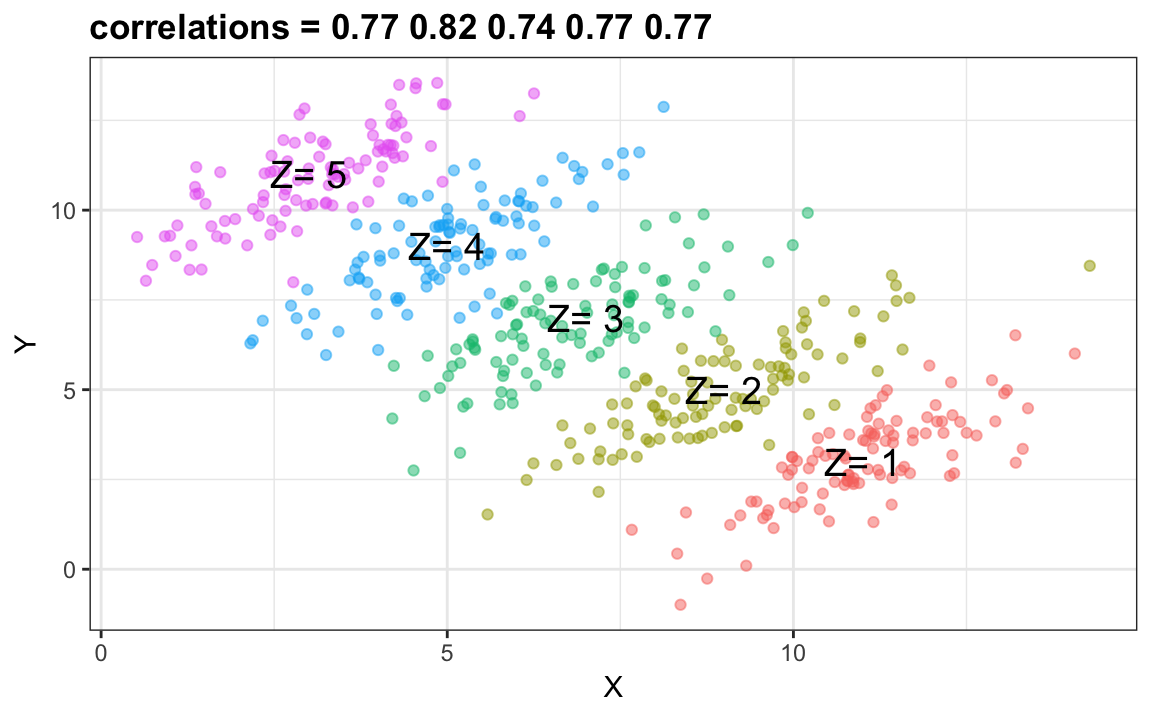 correlations = 0.77 0.82 0.74 0.77 0.77
Z= 5
10
Z= 4
Z= 3
Y
5
Z= 2
Z= 1
0
0 5 10
X